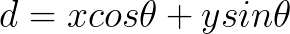 d = xcosθ + ysinθ